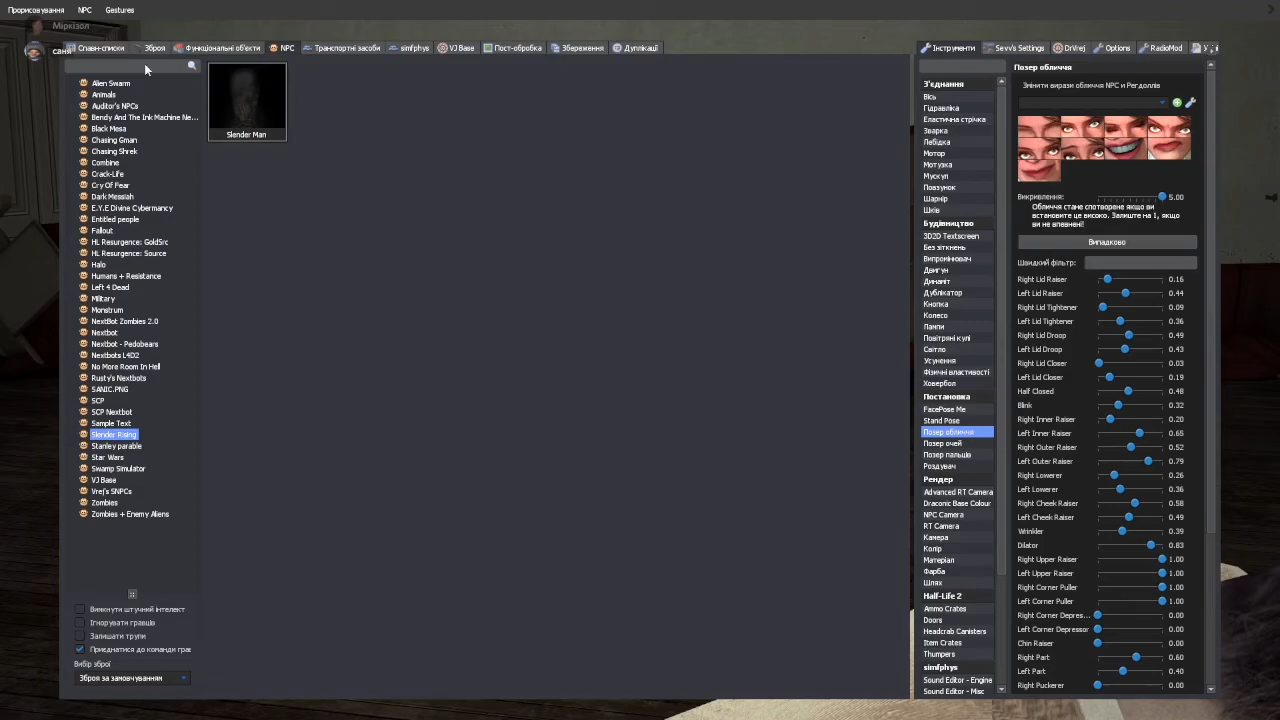 Прорисовування NPC Gestures
Міркізол
саня
Спавн-списки Зброя Функціональні об'єкти NPC Транспортні засоби simfphys VJ Base Пост-обробка Збереження Дуплікації
Alien Swarm
Animals
Auditor's NPCs
Bendy And The Ink Machine Ne...
Black Mesa
Chasing Gman
Chasing Shrek
Combine
Crack-Life
Cry Of Fear
Dark Messiah
E.Y.E Divine Cybermancy
Entitled people
Fallout
HL Resurgence: GoldSrc
HL Resurgence: Source
Halo
Humans + Resistance
Left 4 Dead
Military
Monstrum
NextBot Zombies 2.0
Nextbot
Nextbot - Pedobears
Nextbots L4D2
No More Room In Hell
Rusty's Nextbots
SANIC.PNG
SCP
SCP Nextbot
Sample Text
Slender Rising
Stanley parable
Star Wars
Swamp Simulator
VJ Base
Vrej's SNPCs
Zombies
Zombies + Enemy Aliens
Вимкнути штучний інтелект
Ігнорувати гравців
Залишати трупи
Приєднатися до команди грав
Вибір зброї
Зброя за замовчуванням
Slender Man
Інструменти Sevv's Settings DrVrej Options RadioMod
З'єднання
Вісь
Гідравліка
Еластична стрічка
Зварка
Лебідка
Мотор
Мотузка
Мускул
Повзунок
Шарнір
Шків
Будівництво
3D2D Textscreen
Без зіткнень
Випромінювач
Двигун
Динаміт
Дублікатор
Кнопка
Колесо
Лампи
Повітряні кулі
Світло
Усунення
Фізичні властивості
Ховербол
Постановка
FacePose Me
Stand Pose
Позер обличчя
Позер очей
Позер пальців
Роздувач
Рендер
Advanced RT Camera
Draconic Base Colour
NPC Camera
RT Camera
Камера
Колір
Матеріал
Фарба
Шлях
Half-Life 2
Ammo Crates
Doors
Headcrab Canisters
Item Crates
Thumpers
simfphys
Sound Editor - Engine
Sound Editor - Misc
Позер обличчя
Змінити вирази обличчя NPC и Регдоллів
Викривлення: 5.00
Обличчя стане спотворене якщо ви
встановите це високо. Залиште на 1, якщо
ви не впевнені!
Випадково
Швидкий фільтр:
Right Lid Raiser 0.16
Left Lid Raiser 0.44
Right Lid Tightener 0.09
Left Lid Tightener 0.36
Right Lid Droop 0.49
Left Lid Droop 0.43
Right Lid Closer 0.03
Left Lid Closer 0.19
Half Closed 0.48
Blink 0.32
Right Inner Raiser 0.20
Left Inner Raiser 0.65
Right Outer Raiser 0.52
Left Outer Raiser 0.79
Right Lowerer 0.26
Left Lowerer 0.36
Right Cheek Raiser 0.58
Left Cheek Raiser 0.49
Wrinkler 0.39
Dilator 0.83
Right Upper Raiser 1.00
Left Upper Raiser 1.00
Right Corner Puller 1.00
Left Corner Puller 1.00
Right Corner Depres... 0.00
Left Corner Depressor 0.00
Chin Raiser 0.00
Right Part 0.60
Left Part 0.40
Right Puckerer 0.00